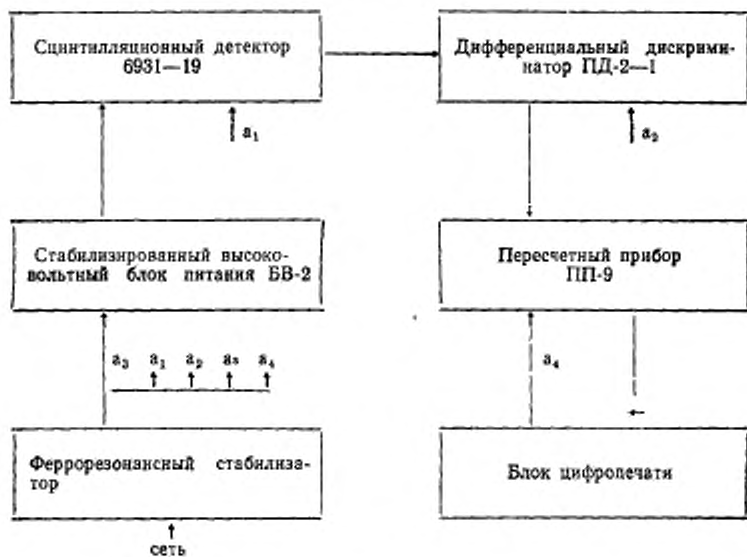 Сцинтилляционный детектор
6931—19
Дифференциальный дискрими-
натор ПД-2—1
a₁
a₂
Стабилизированный высоко-
вольтный блок питания БВ-2
Пересчетный прибор
ПП-9
a₃ a₁ a₂ a₃ a₄
a₄
Феррорезонансный стабилиза-
тор
Блок цифропечати
сеть